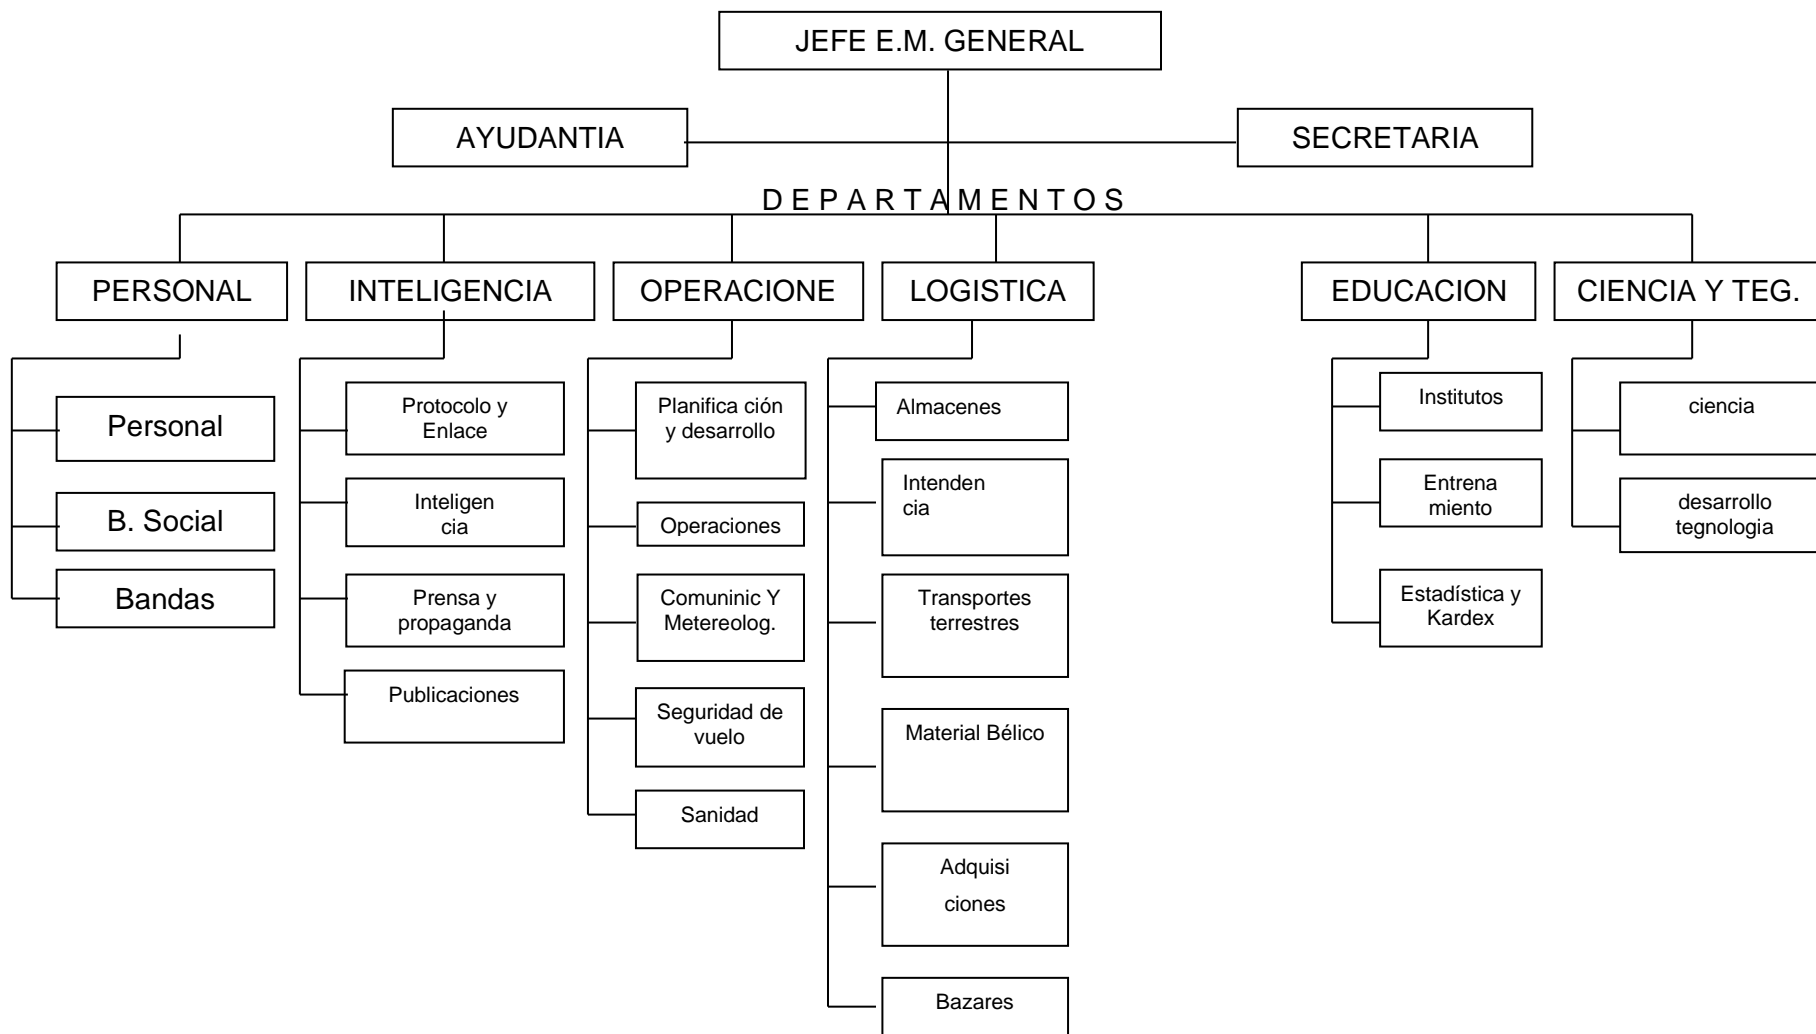 JEFE E.M. GENERAL
AYUDANTIA
SECRETARIA
D E P A R T A M E N T O S
PERSONAL
INTELIGENCIA
OPERACIONE
LOGISTICA
EDUCACION
CIENCIA Y TEG.
Personal
B. Social
Bandas
Protocolo y
Enlace
Inteligen
cia
Prensa y
propaganda
Publicaciones
Planifica ción
y desarrollo
Operaciones
Comuninic Y
Metereolog.
Seguridad de
vuelo
Sanidad
Almacenes
Intenden
cia
Transportes
terrestres
Material Bélico
Adquisi
ciones
Bazares
Institutos
Entrena
miento
Estadística y
Kardex
ciencia
desarrollo
tegnologia